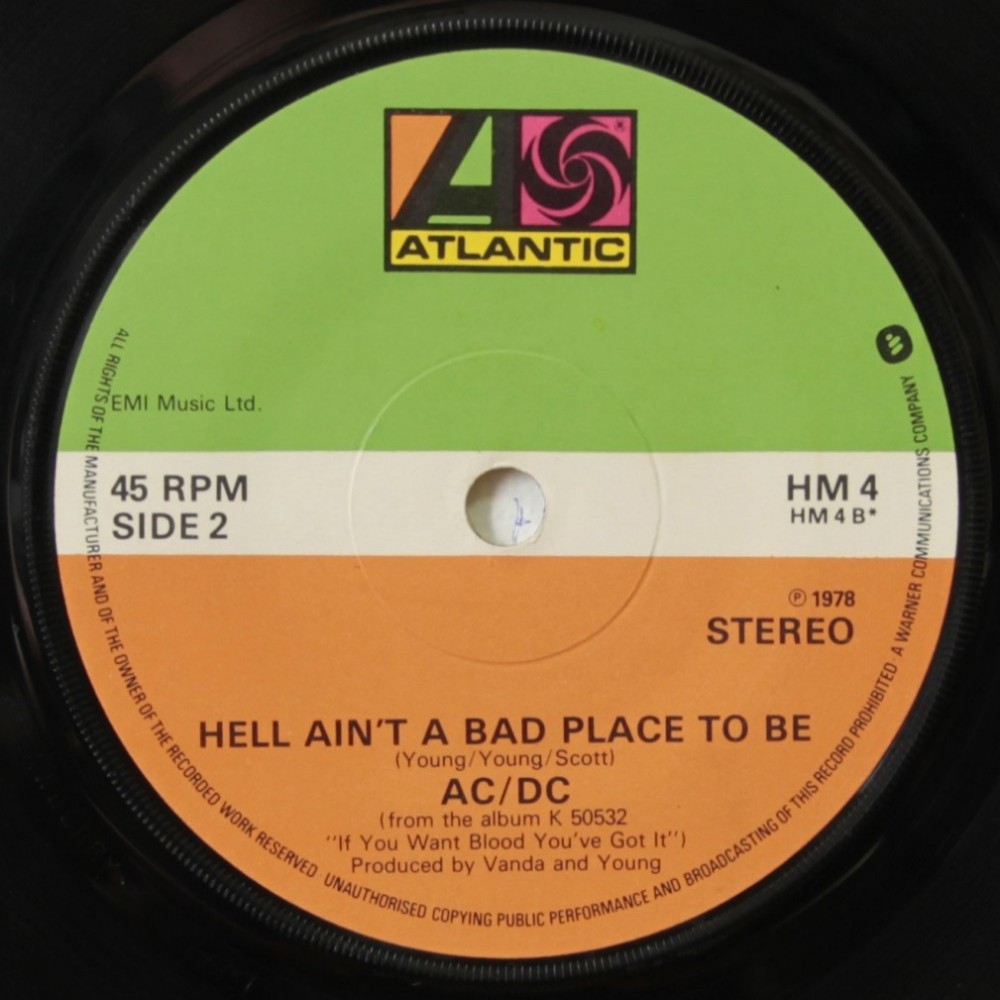 ATLANTIC
EMI Music Ltd.
45 RPM
SIDE 2
HM 4
HM 4 B*
℗ 1978
STEREO
HELL AIN'T A BAD PLACE TO BE
(Young/Young/Scott)
AC/DC
(from the album K 50532
"If You Want Blood You've Got It")
Produced by Vanda and Young
ALL RIGHTS OF THE MANUFACTURER AND OF THE OWNER OF THE RECORDED WORK RESERVED. UNAUTHORISED COPYING PUBLIC PERFORMANCE AND BROADCASTING OF THIS RECORD PROHIBITED. A WARNER COMMUNICATIONS COMPANY